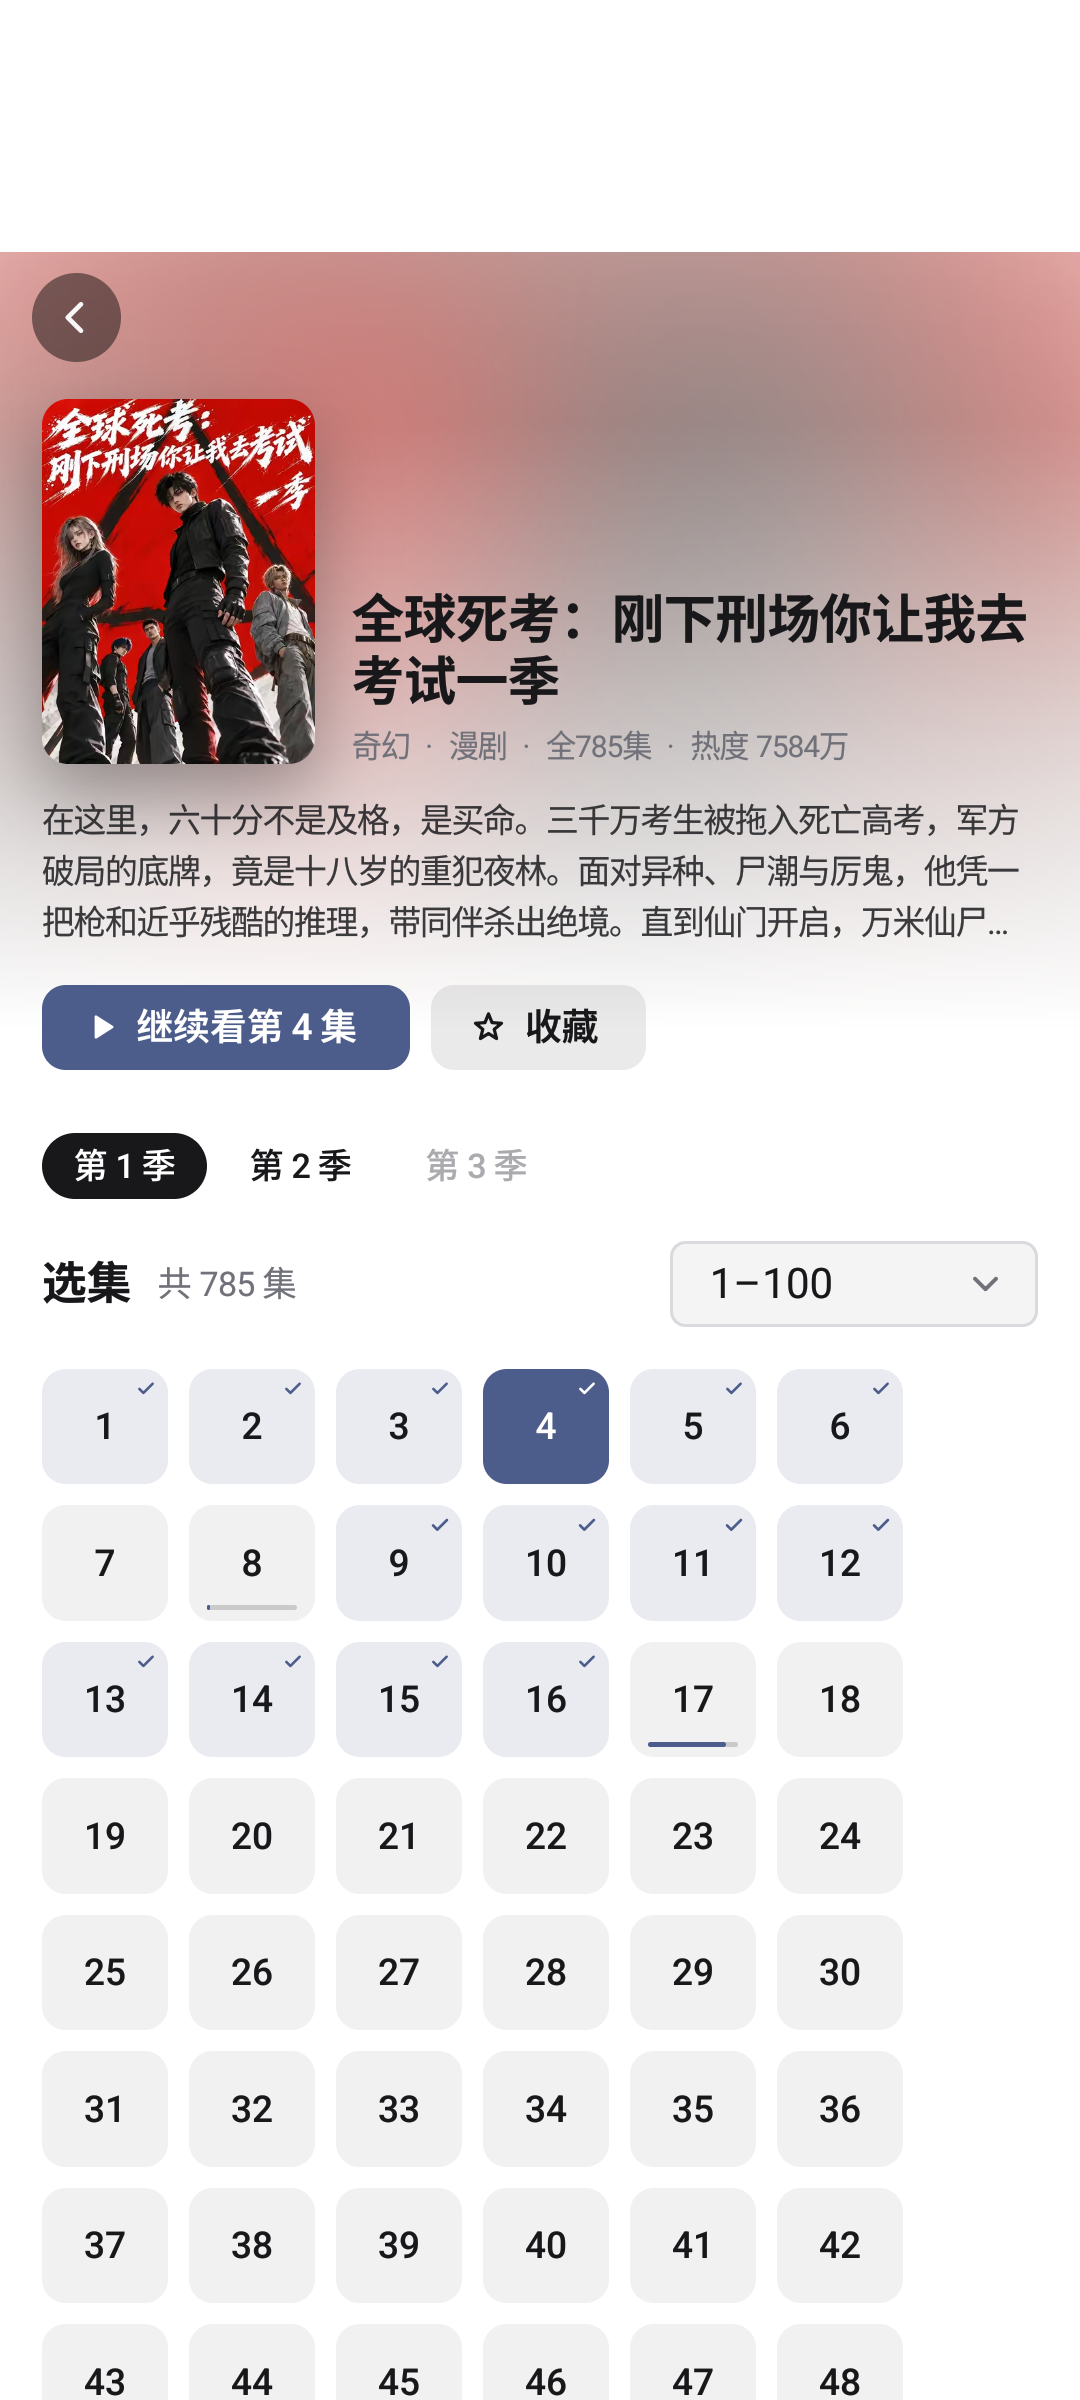 全球死考：
刚下刑场你让我去考试
一季
全球死考：刚下刑场你让我去
考试一季
奇幻 · 漫剧 · 全785集 · 热度 7584万
在这里，六十分不是及格，是买命。三千万考生被拖入死亡高考，军方
破局的底牌，竟是十八岁的重犯夜林。面对异种、尸潮与厉鬼，他凭一
把枪和近乎残酷的推理，带同伴杀出绝境。直到仙门开启，万米仙尸...
继续看第 4 集
收藏
第 1 季 第 2 季 第 3 季
选集 共 785 集 1-100
1 2 3 4 5 6
7 8 9 10 11 12
13 14 15 16 17 18
19 20 21 22 23 24
25 26 27 28 29 30
31 32 33 34 35 36
37 38 39 40 41 42
43 44 45 46 47 48